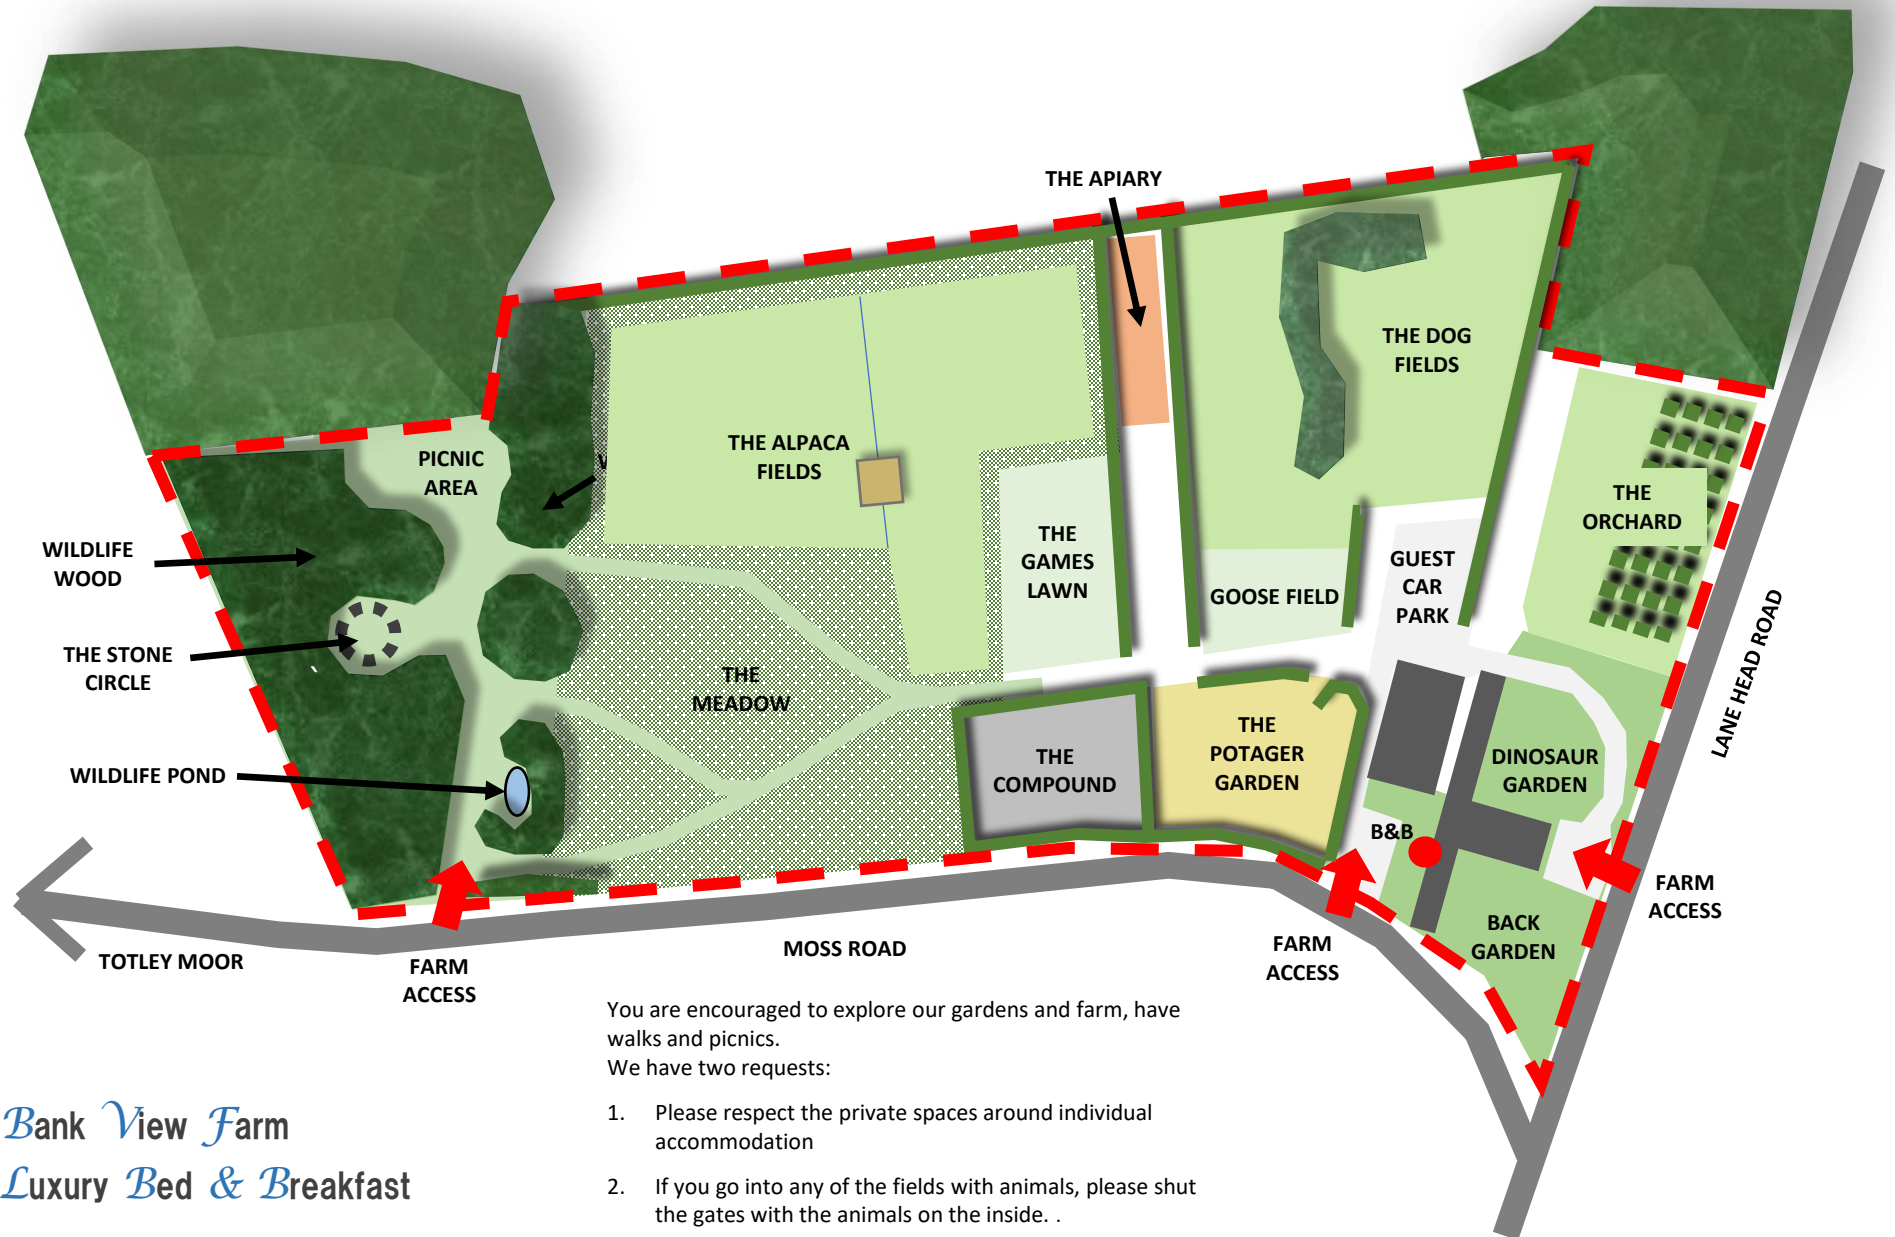 THE APIARY
THE DOG
FIELDS
THE ALPACA
FIELDS
PICNIC
AREA
THE
ORCHARD
WILDLIFE
WOOD
THE
GAMES
LAWN
GUEST
CAR
PARK
GOOSE FIELD
THE STONE
CIRCLE
THE
MEADOW
LANE HEAD ROAD
WILDLIFE POND
THE
COMPOUND
THE
POTAGER
GARDEN
DINOSAUR
GARDEN
B&B
FARM
ACCESS
BACK
GARDEN
TOTLEY MOOR
FARM
ACCESS
MOSS ROAD
FARM
ACCESS
You are encouraged to explore our gardens and farm, have
walks and picnics.
We have two requests:
1. Please respect the private spaces around individual
accommodation
2. If you go into any of the fields with animals, please shut
the gates with the animals on the inside. .
Bank View Farm
Luxury Bed & Breakfast